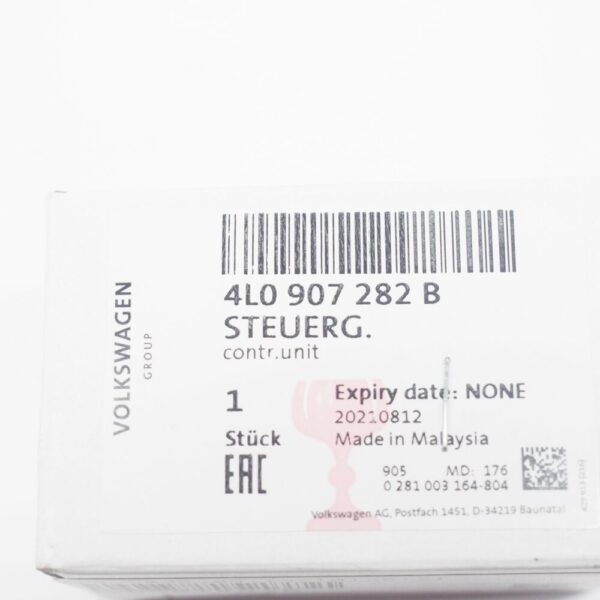 VOLKSWAGEN
GROUP
4L0 907 282 B
STEUERG.
contr.unit
1
Stück
EAC
Expiry date: NONE
20210812
Made in Malaysia
905 MD: 176
0 281 003 164-804
Volkswagen AG, Postfach 1451, D-34219 Baunatal